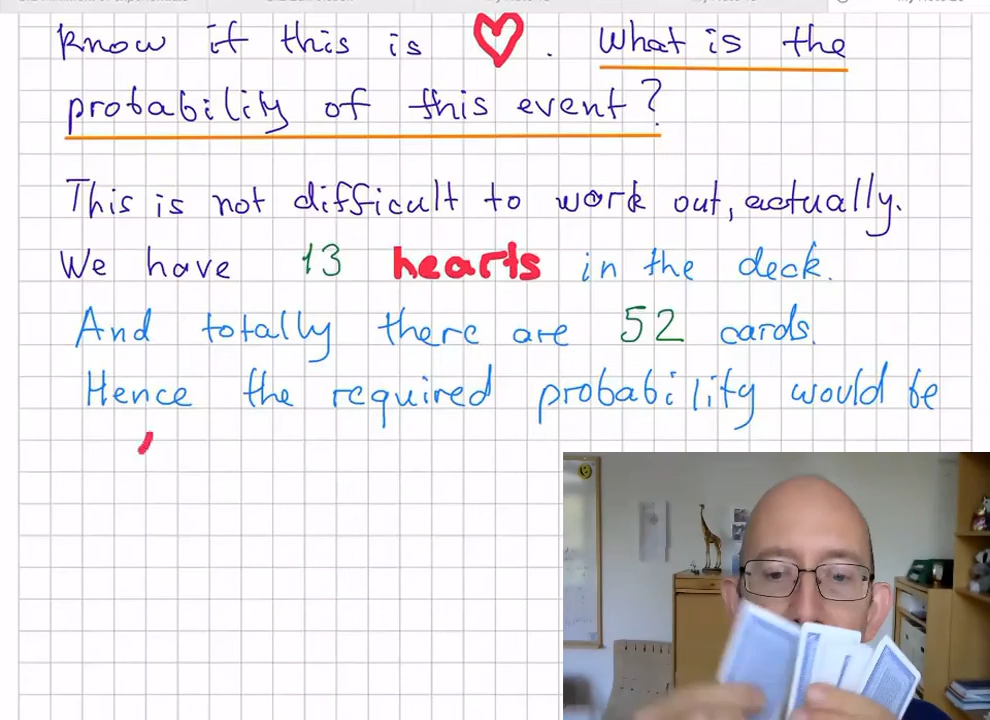 know if this is ♥. What is the
probability of this event?
This is not difficult to work out, actually.
We have 13 hearts in the deck.
And totally there are 52 cards.
Hence the required probability would be